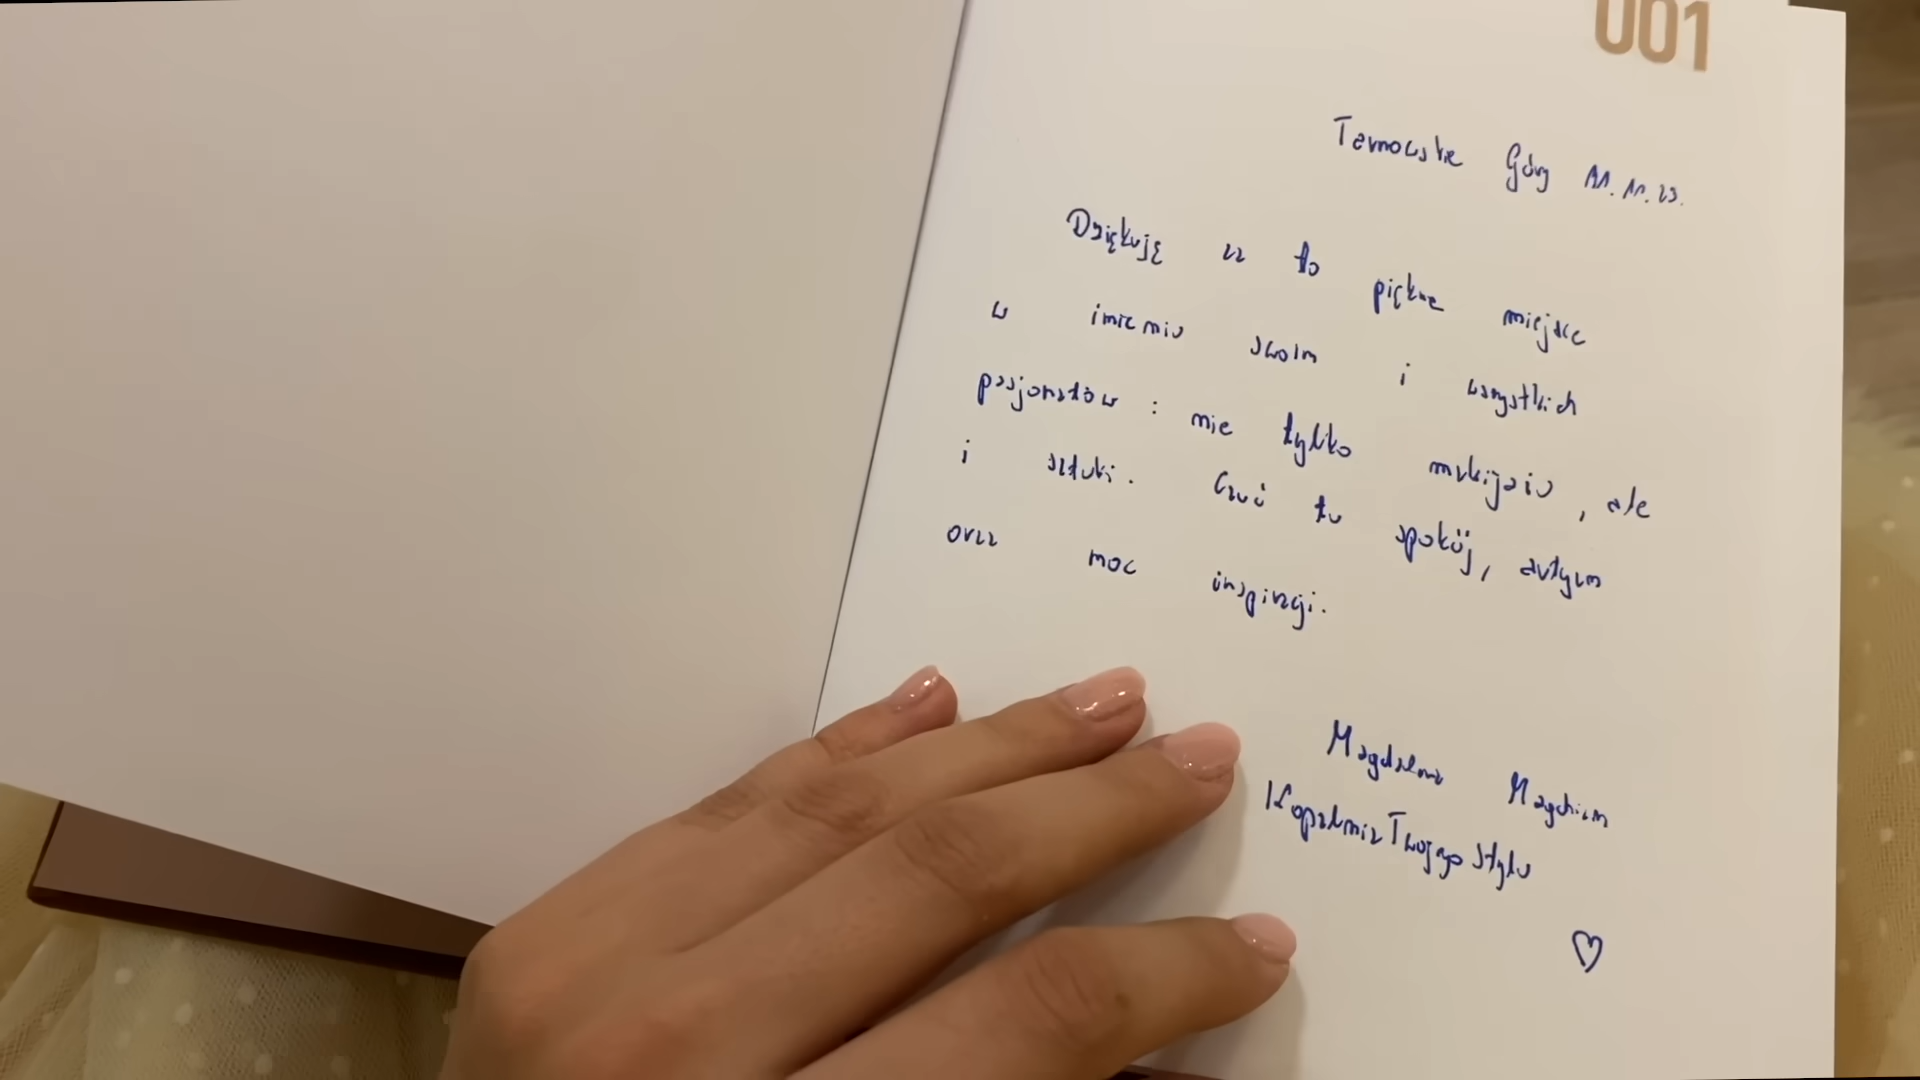 001
Tarnowskie Góry 11.11.23.
Dziękuję za to piękne miejsce
w imieniu swoim i wszystkich
pasjonatów : nie tylko makijażu, ale
i sztuki. Czuć tu spokój, autyzm
oraz moc inspiracji.
Magdalena
KopalniaTwojegoStylu